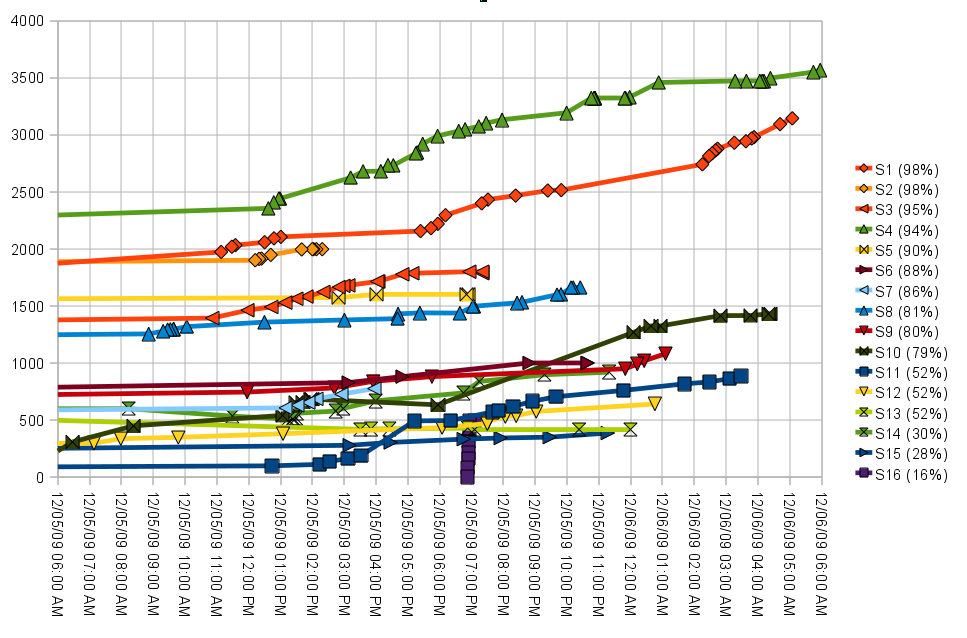 4000
3500
3000
2500
2000
1500
1000
500
0
S1 (98%)
S2 (98%)
S3 (95%)
S4 (94%)
S5 (90%)
S6 (88%)
S7 (86%)
S8 (81%)
S9 (80%)
S10 (79%)
S11 (52%)
S12 (52%)
S13 (52%)
S14 (30%)
S15 (28%)
S16 (16%)
12/05/09 06:00 AM
12/05/09 07:00 AM
12/05/09 08:00 AM
12/05/09 09:00 AM
12/05/09 10:00 AM
12/05/09 11:00 AM
12/05/09 12:00 PM
12/05/09 01:00 PM
12/05/09 02:00 PM
12/05/09 03:00 PM
12/05/09 04:00 PM
12/05/09 05:00 PM
12/05/09 06:00 PM
12/05/09 07:00 PM
12/05/09 08:00 PM
12/05/09 09:00 PM
12/05/09 10:00 PM
12/05/09 11:00 PM
12/06/09 12:00 AM
12/06/09 01:00 AM
12/06/09 02:00 AM
12/06/09 03:00 AM
12/06/09 04:00 AM
12/06/09 05:00 AM
12/06/09 06:00 AM